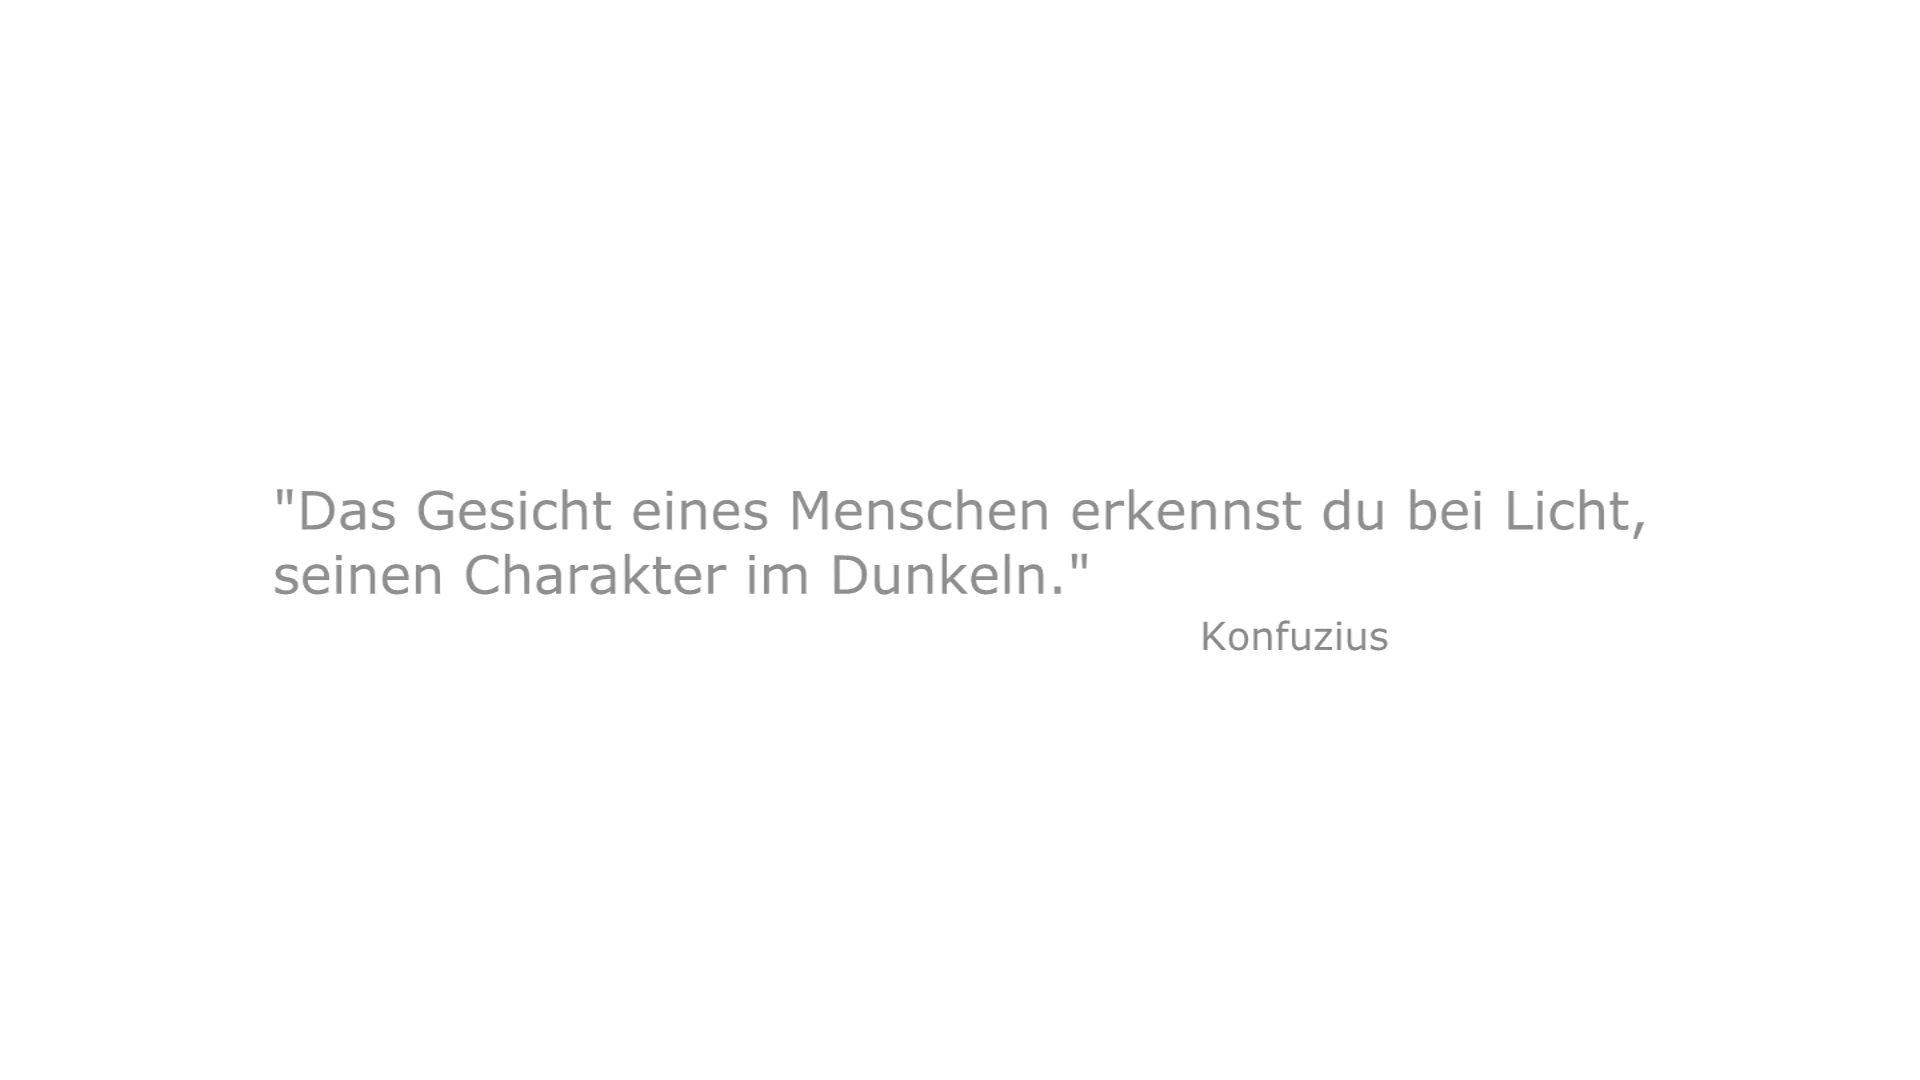 "Das Gesicht eines Menschen erkennst du bei Licht,
seinen Charakter im Dunkeln."
Konfuzius